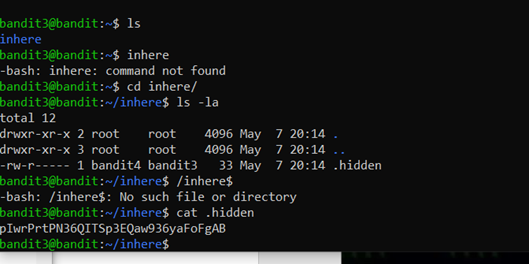 bandit3@bandit:~$ ls
inhere
bandit3@bandit:~$ inhere
-bash: inhere: command not found
bandit3@bandit:~$ cd inhere/
bandit3@bandit:~/inhere$ ls -la
total 12
drwxr-xr-x 2 root    root    4096 May  7 20:14 .
drwxr-xr-x 3 root    root    4096 May  7 20:14 ..
-rw-r----- 1 bandit4 bandit3   33 May  7 20:14 .hidden
bandit3@bandit:~/inhere$ /inhere$
-bash: /inhere$: No such file or directory
bandit3@bandit:~/inhere$ cat .hidden
pIwrPrtPN36QITSp3EQaw936yaFoFgAB
bandit3@bandit:~/inhere$